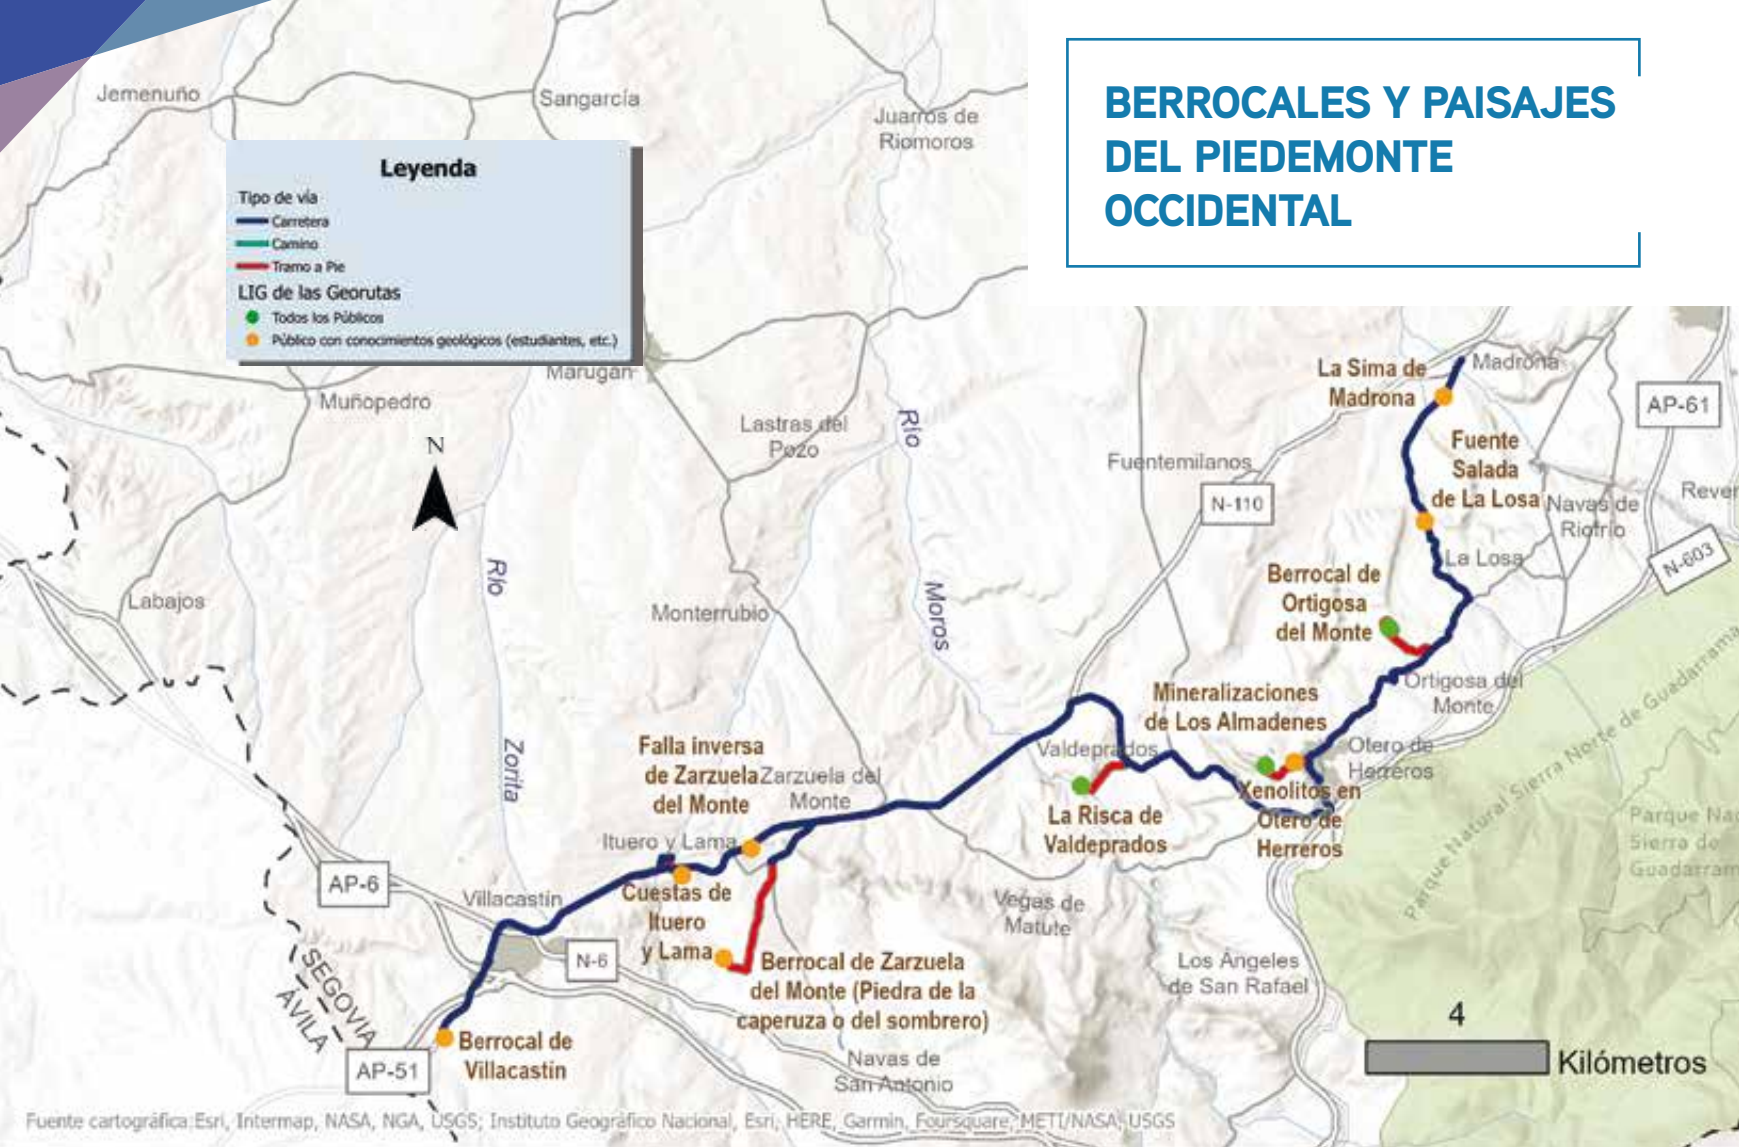 BERROCALES Y PAISAJES
DEL PIEDEMONTE
OCCIDENTAL
Jemenuño
Sangarcía
Juarros de
Riomoros
Leyenda
Tipo de vía
Carretera
Camino
Tramo a Pie
LIG de las Georutas
Todos los Públicos
Público con conocimientos geológicos (estudiantes, etc.)
Marugán
Muñopedro
N
Lastras del
Pozo
Río
Moros
La Sima de
Madrona
Madrona
AP-61
Fuentemilanos
N-110
Fuente
Salada
de La Losa
Navas de
Riofrío
Rever
N-603
La Losa
Río
Zorita
Labajos
Monterrubio
Berrocal de
Ortigosa
del Monte
Ortigosa del
Monte
Mineralizaciones
de Los Almadenes
Otero de
Herreros
Xenolitos en
Otero de
Herreros
Valdeprados
La Risca de
Valdeprados
Parque Natural Sierra Norte de Guadarrama
Parque Nac
Sierra de
Guadarram
Falla inversa
de Zarzuela
del Monte
Zarzuela del
Monte
Ituero y Lama
Cuestas de
Ituero
y Lama
AP-6
Villacastín
N-6
Vegas de
Matute
Los Ángeles
de San Rafael
Berrocal de Zarzuela
del Monte (Piedra de la
caperuza o del sombrero)
SEGOVIA
ÁVILA
AP-51
Berrocal de
Villacastín
Navas de
San Antonio
4
Kilómetros
Fuente cartográfica:Esri, Intermap, NASA, NGA, USGS; Instituto Geográfico Nacional, Esri, HERE, Garmin, Foursquare, METI/NASA, USGS